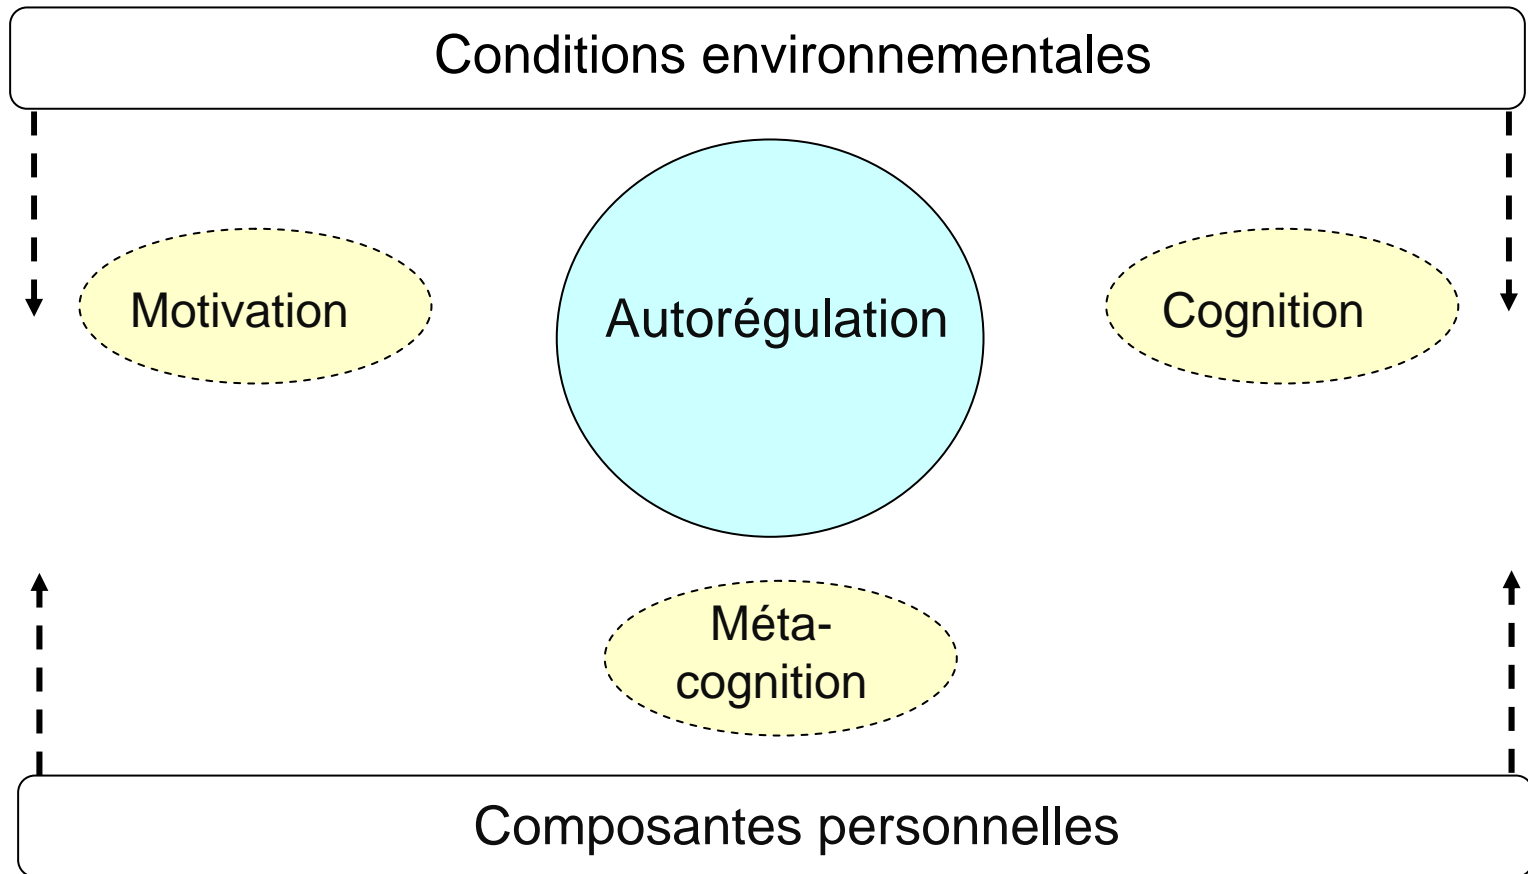 Conditions environnementales
Motivation
Autorégulation
Cognition
Méta-
cognition
Composantes personnelles